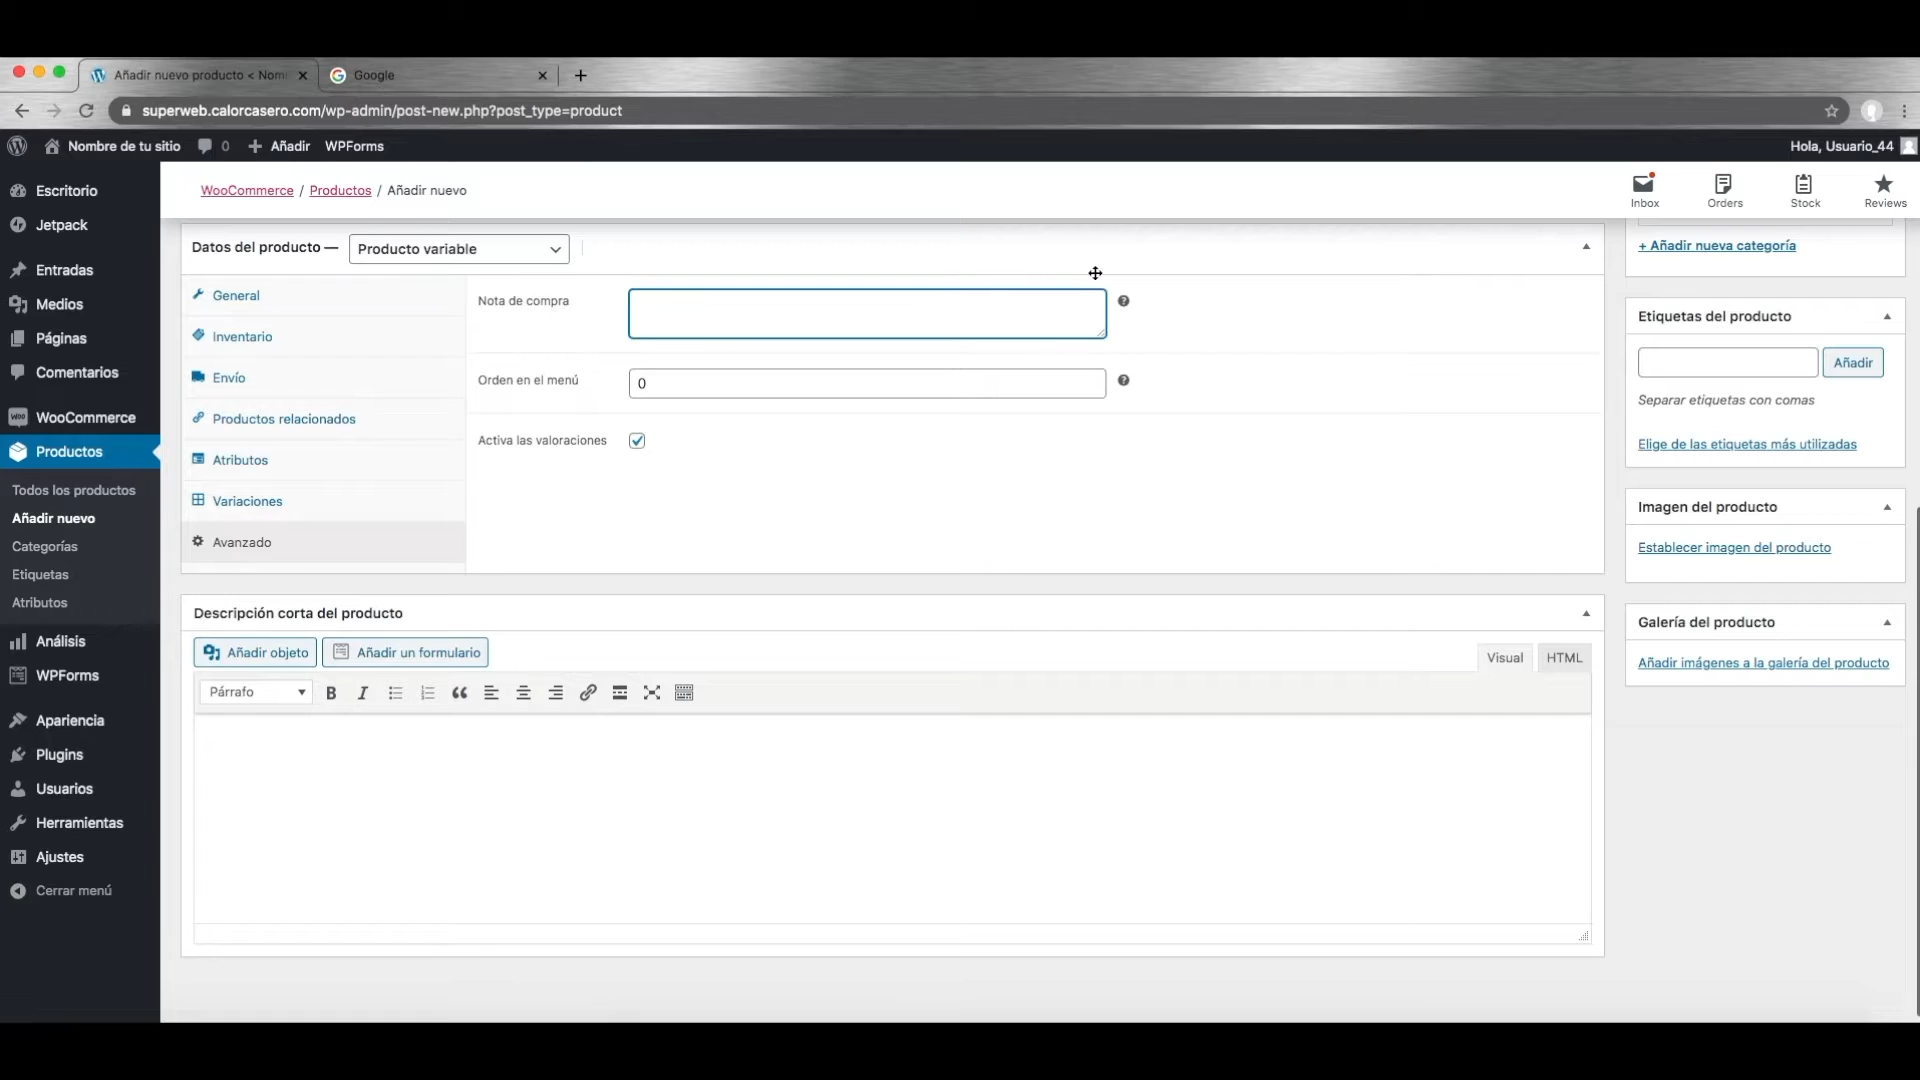 Añadir nuevo producto < Nom
Google
superweb.calorcasero.com/wp-admin/post-new.php?post_type=product
Nombre de tu sitio
0
Añadir
WPForms
Hola, Usuario_44
Escritorio
Jetpack
Entradas
Medios
Páginas
Comentarios
WooCommerce
Productos
Todos los productos
Añadir nuevo
Categorías
Etiquetas
Atributos
Análisis
WPForms
Apariencia
Plugins
Usuarios
Herramientas
Ajustes
Cerrar menú
WooCommerce / Productos / Añadir nuevo
Inbox
Orders
Stock
Reviews
Datos del producto —
Producto variable
General
Inventario
Envío
Productos relacionados
Atributos
Variaciones
Avanzado
Nota de compra
Orden en el menú
0
Activa las valoraciones
Descripción corta del producto
Añadir objeto
Añadir un formulario
Visual
HTML
Párrafo
+ Añadir nueva categoría
Etiquetas del producto
Añadir
Separar etiquetas con comas
Elige de las etiquetas más utilizadas
Imagen del producto
Establecer imagen del producto
Galería del producto
Añadir imágenes a la galería del producto